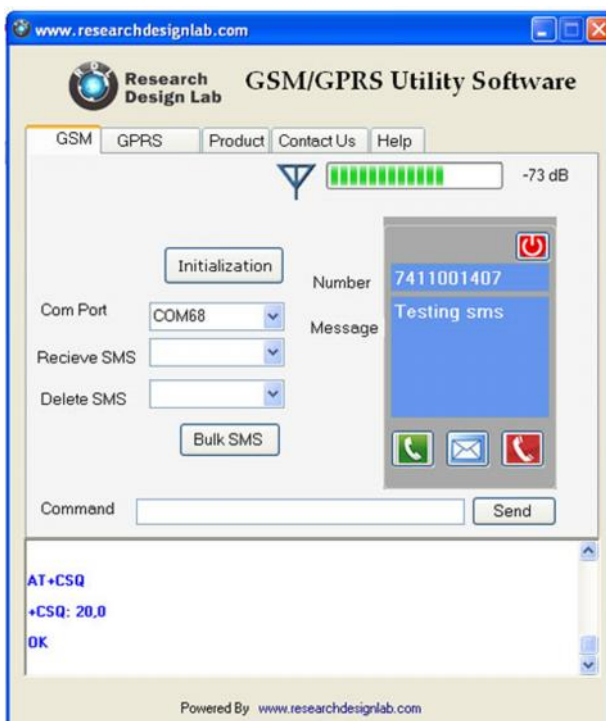 www.researchdesignlab.com
Research
Design Lab
GSM/GPRS Utility Software
GSM GPRS Product Contact Us Help
-73 dB
Initialization
Number 7411001407
Com Port COM68
Message Testing sms
Recieve SMS
Delete SMS
Bulk SMS
Command Send
AT+CSQ
+CSQ: 20,0
OK
Powered By www.researchdesignlab.com